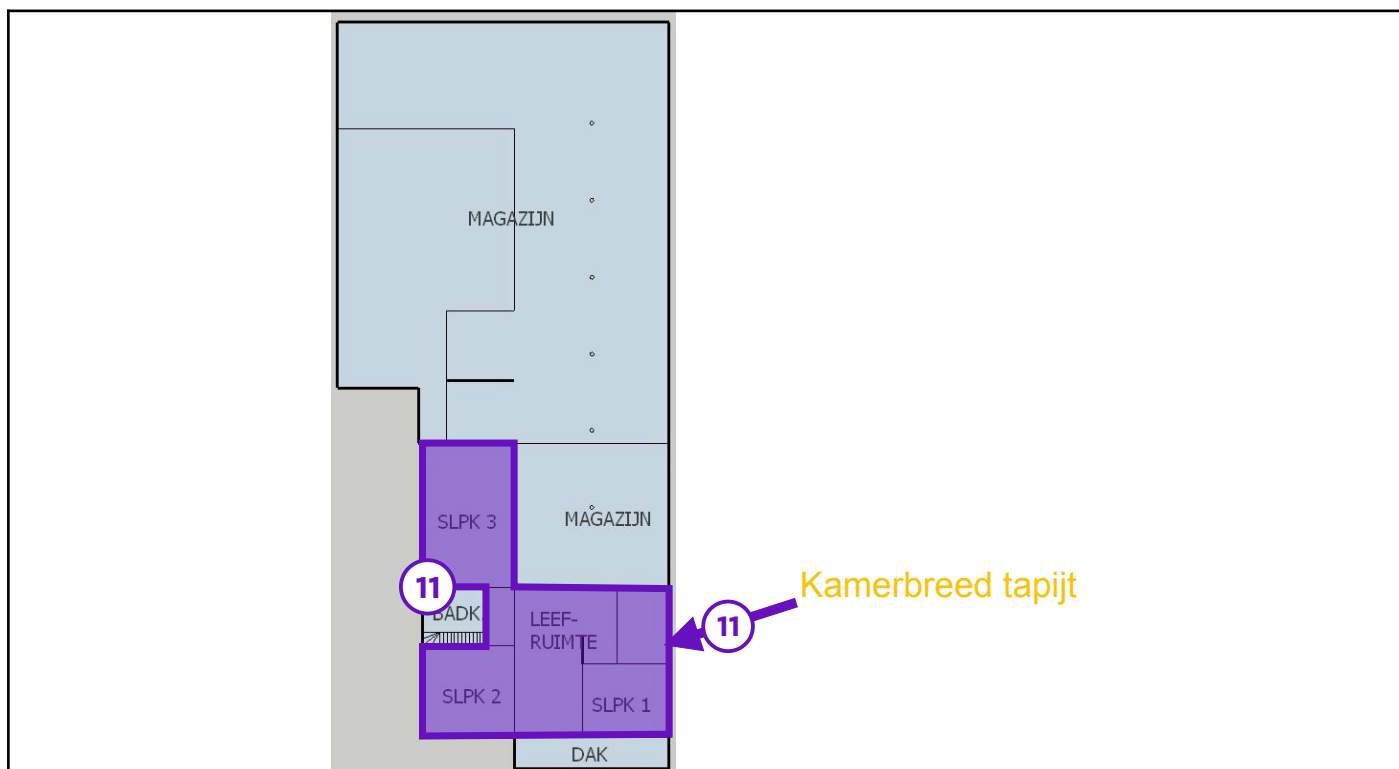 MAGAZIJN
SLPK 3
MAGAZIJN
11
Kamerbreed tapijt
BADK.
LEEF-
RUIMTE
11
SLPK 2
SLPK 1
DAK